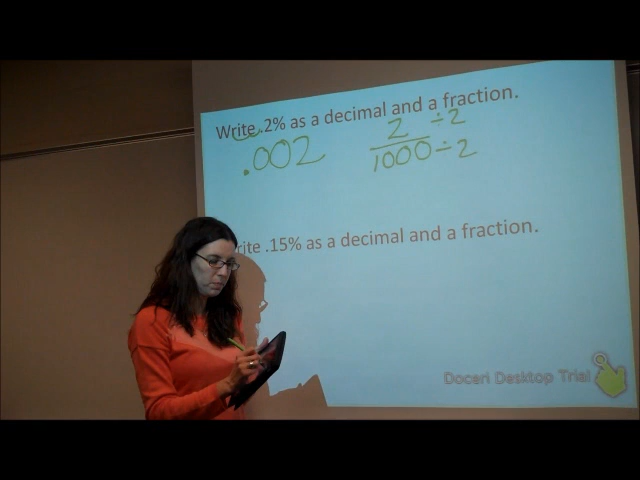 Write .2% as a decimal and a fraction.
.002 2/1000 ÷2 ÷2
rite .15% as a decimal and a fraction.
Doceri Desktop Trial